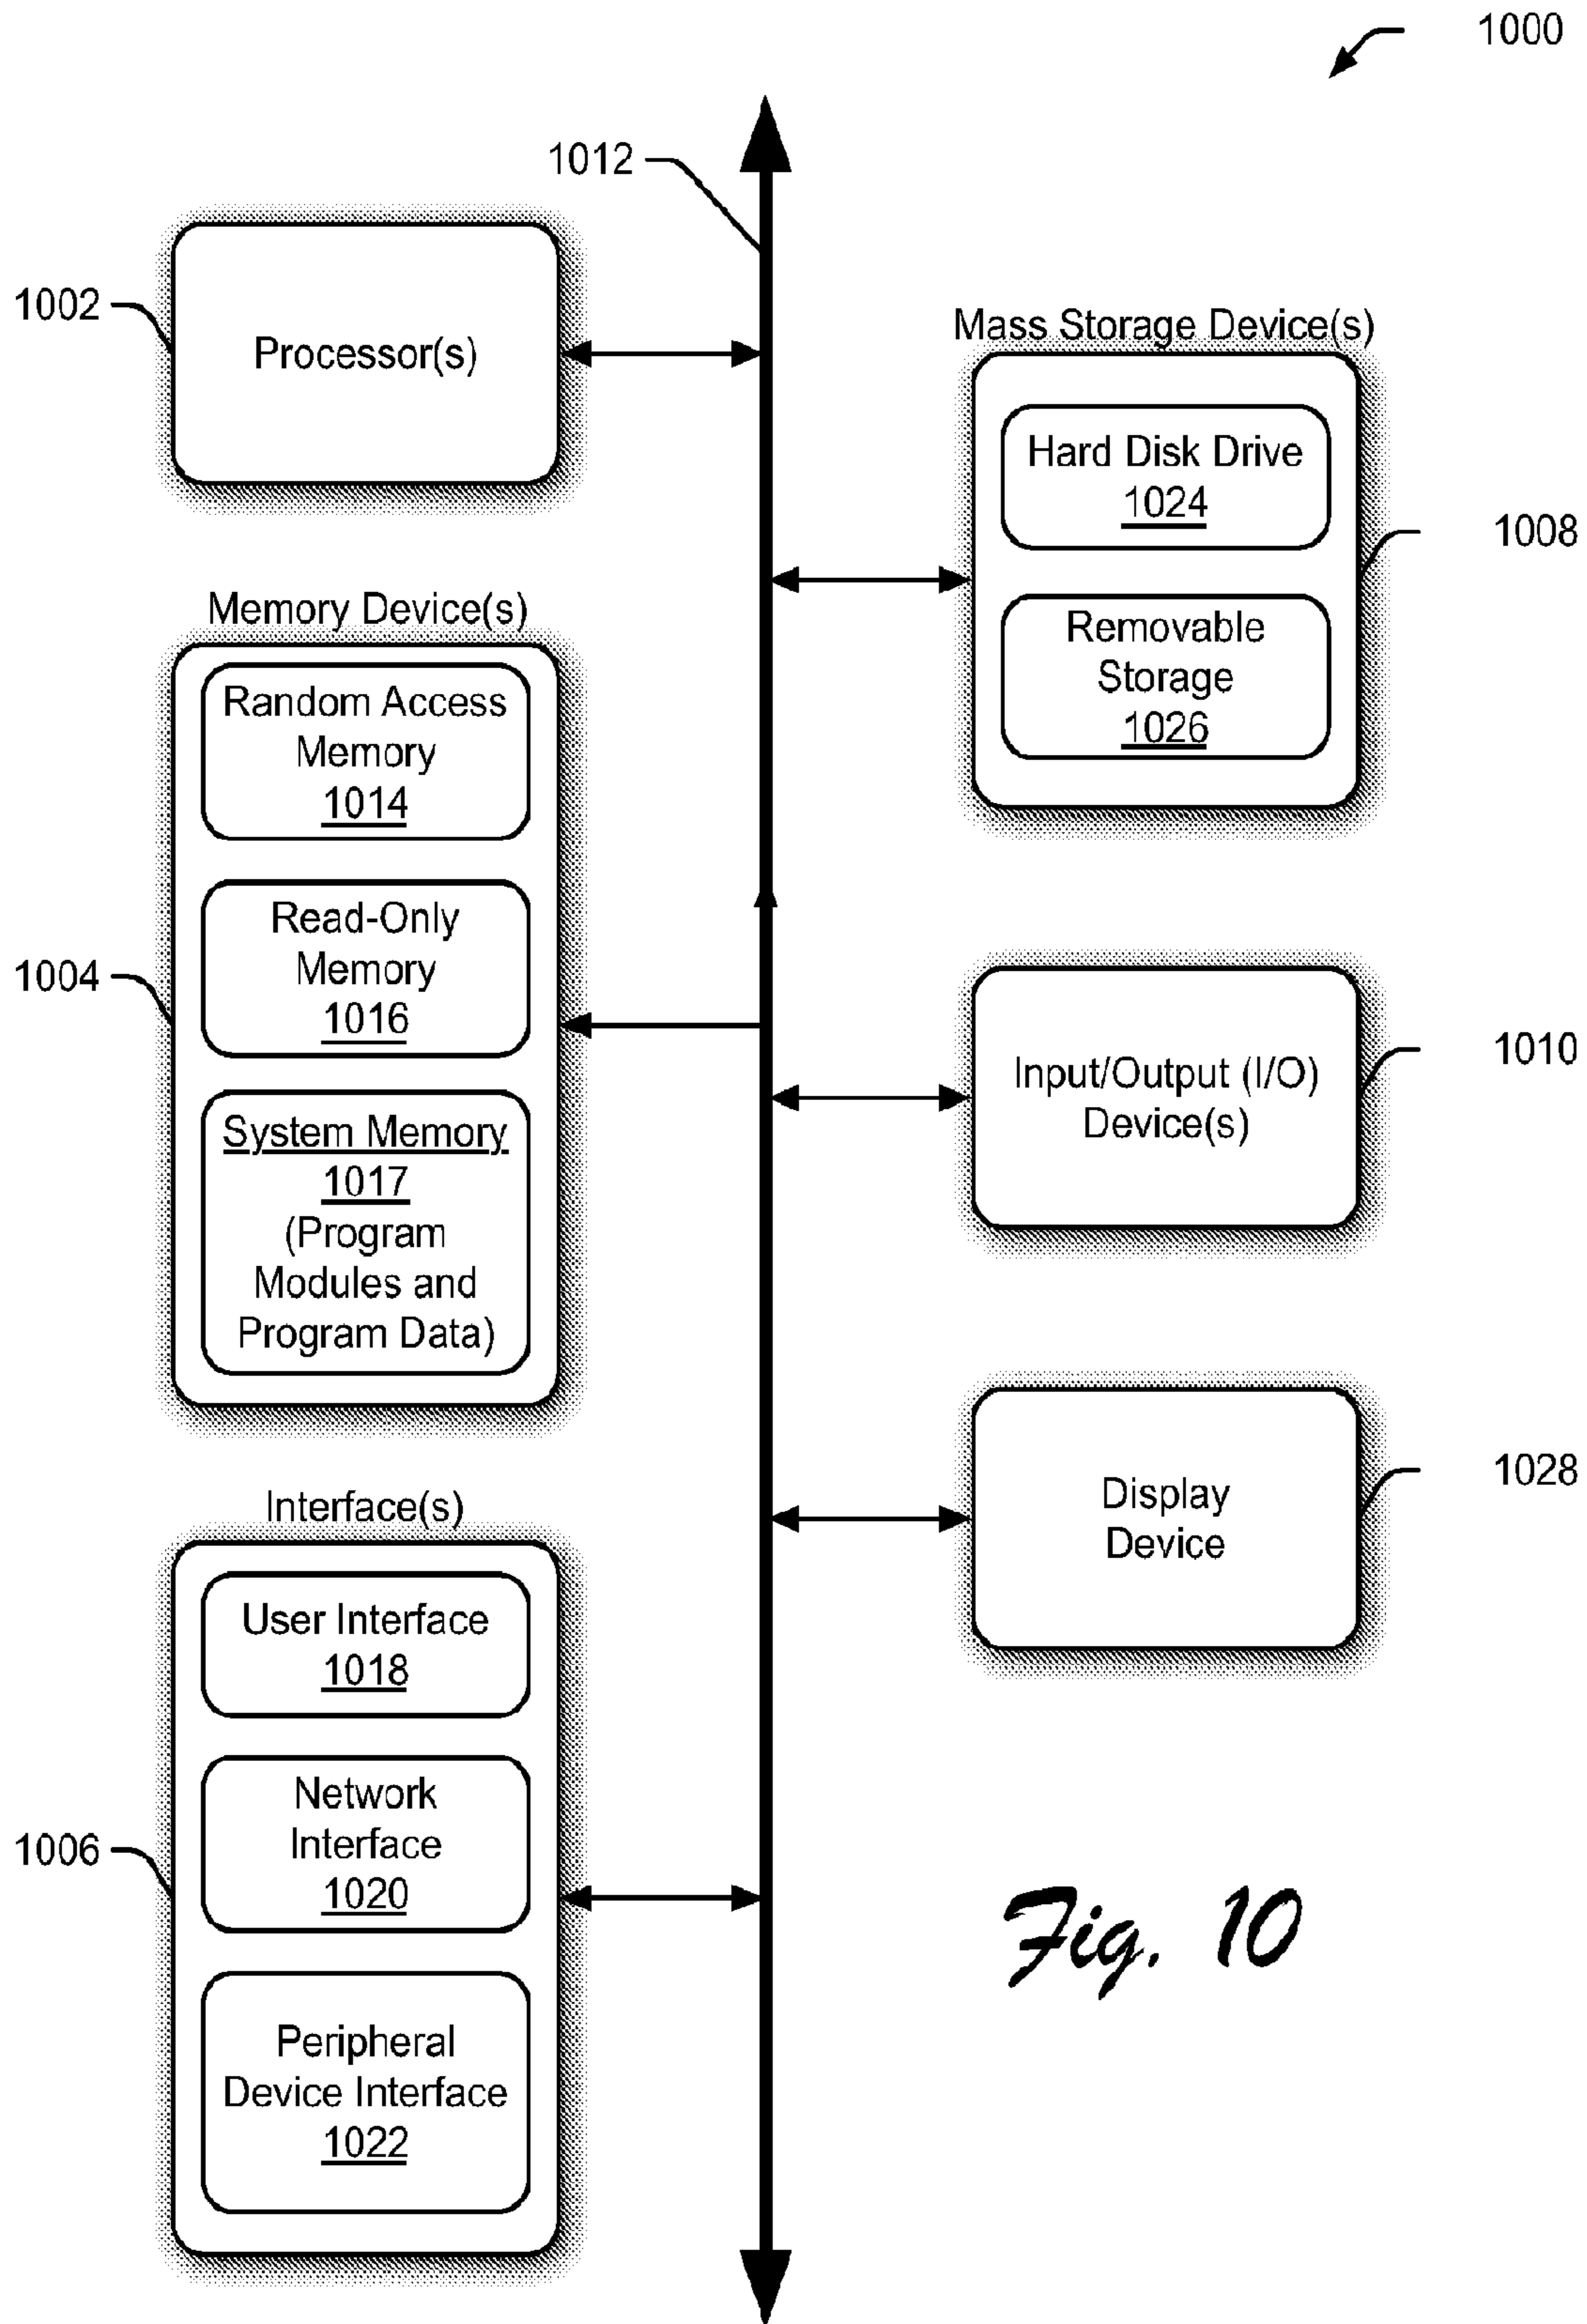 1000
1012
1002
Processor(s)
Mass Storage Device(s)
Hard Disk Drive
1024
1008
Removable
Storage
1026
Memory Device(s)
Random Access
Memory
1014
Read-Only
Memory
1016
1004
System Memory
1017
(Program
Modules and
Program Data)
Input/Output (I/O)
Device(s)
1010
Display
Device
1028
Interface(s)
User Interface
1018
Network
Interface
1020
1006
Peripheral
Device Interface
1022
Fig. 10